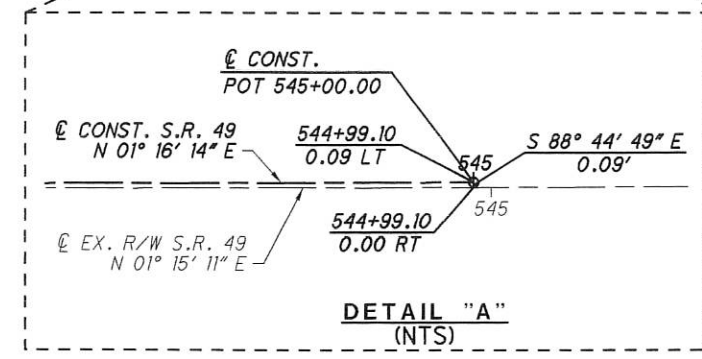 ℄ CONST.
POT 545+00.00
℄ CONST. S.R. 49
N 01° 16' 14" E
544+99.10
0.09 LT
545
S 88° 44' 49" E
0.09'
545
544+99.10
0.00 RT
℄ EX. R/W S.R. 49
N 01° 15' 11" E
DETAIL "A"
(NTS)